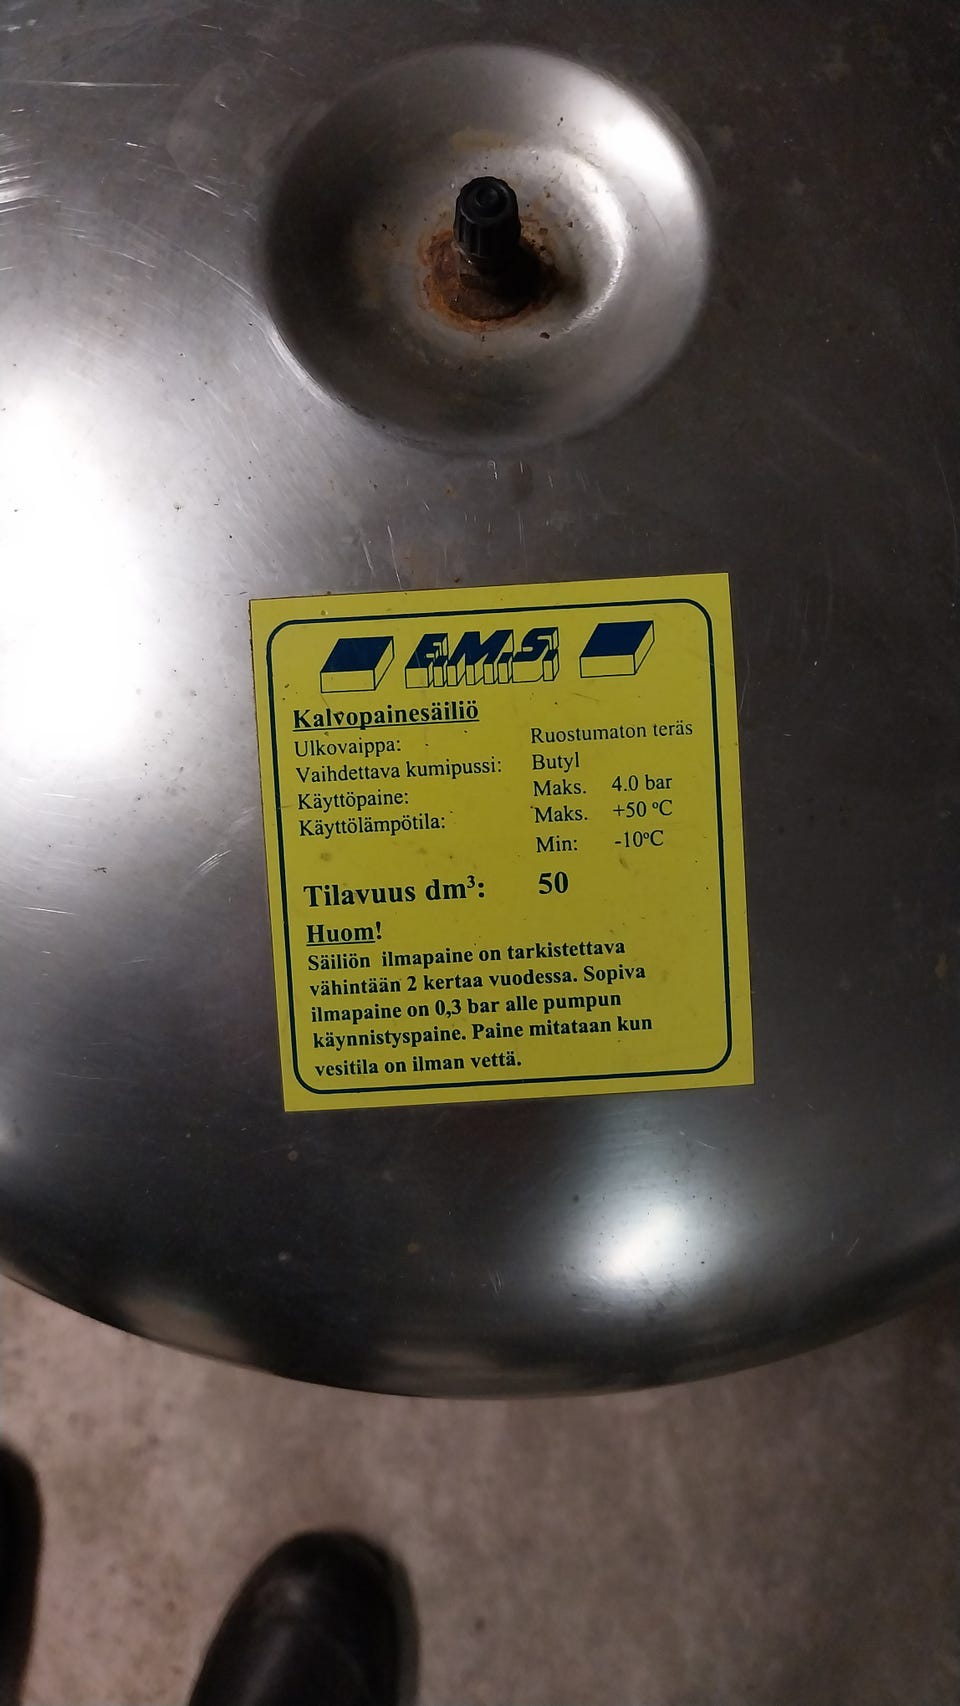 E.M.S.
Kalvopainesäiliö
Ulkovaippa: Ruostumaton teräs
Vaihdettava kumipussi: Butyl
Käyttöpaine: Maks. 4.0 bar
Käyttölämpötila: Maks. +50 ºC
Min: -10ºC
Tilavuus dm³: 50
Huom!
Säiliön ilmapaine on tarkistettava
vähintään 2 kertaa vuodessa. Sopiva
ilmapaine on 0,3 bar alle pumpun
käynnistyspaine. Paine mitataan kun
vesitila on ilman vettä.